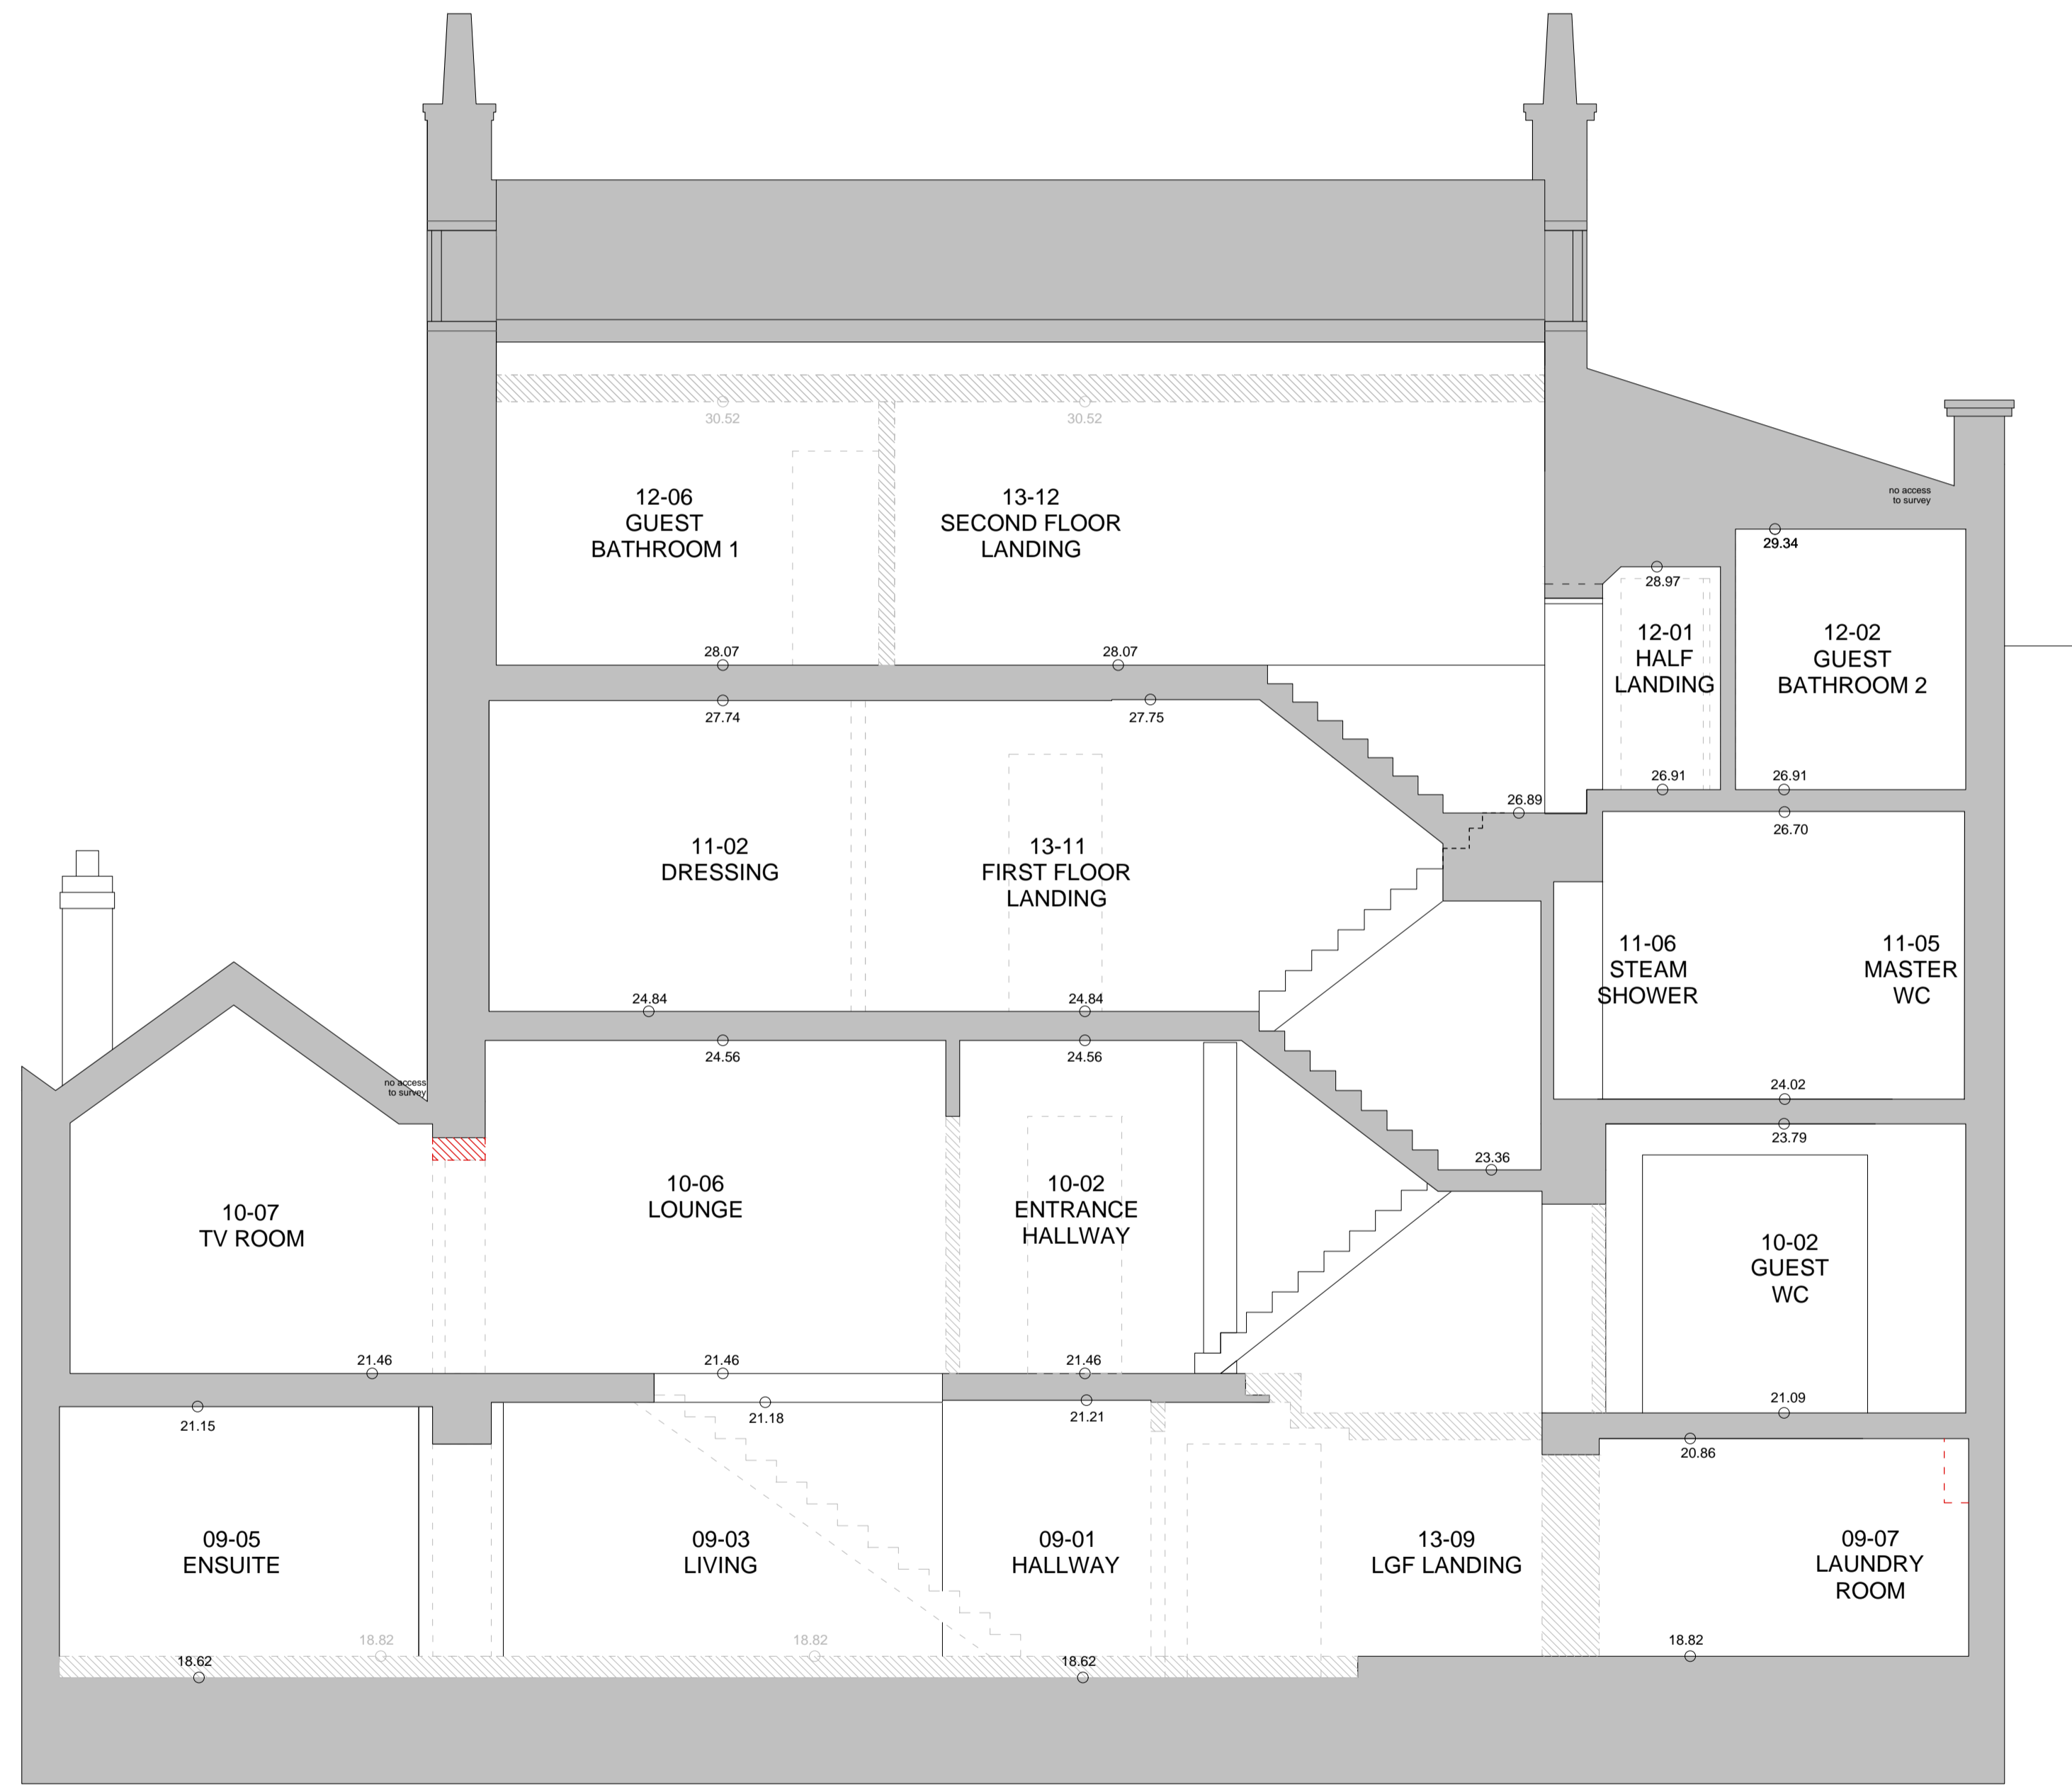 30.52
30.52
12-06
GUEST
BATHROOM 1
13-12
SECOND FLOOR
LANDING
no access
to survey
29.34
28.97
12-01
HALF
LANDING
12-02
GUEST
BATHROOM 2
28.07
28.07
27.74
27.75
26.91
26.91
26.89
26.70
11-02
DRESSING
13-11
FIRST FLOOR
LANDING
11-06
STEAM
SHOWER
11-05
MASTER
WC
24.84
24.84
24.56
24.56
24.02
no access
to survey
23.79
23.36
10-07
TV ROOM
10-06
LOUNGE
10-02
ENTRANCE
HALLWAY
10-02
GUEST
WC
21.46
21.46
21.46
21.15
21.18
21.21
21.09
20.86
09-05
ENSUITE
09-03
LIVING
09-01
HALLWAY
13-09
LGF LANDING
09-07
LAUNDRY
ROOM
18.82
18.82
18.82
18.62
18.62